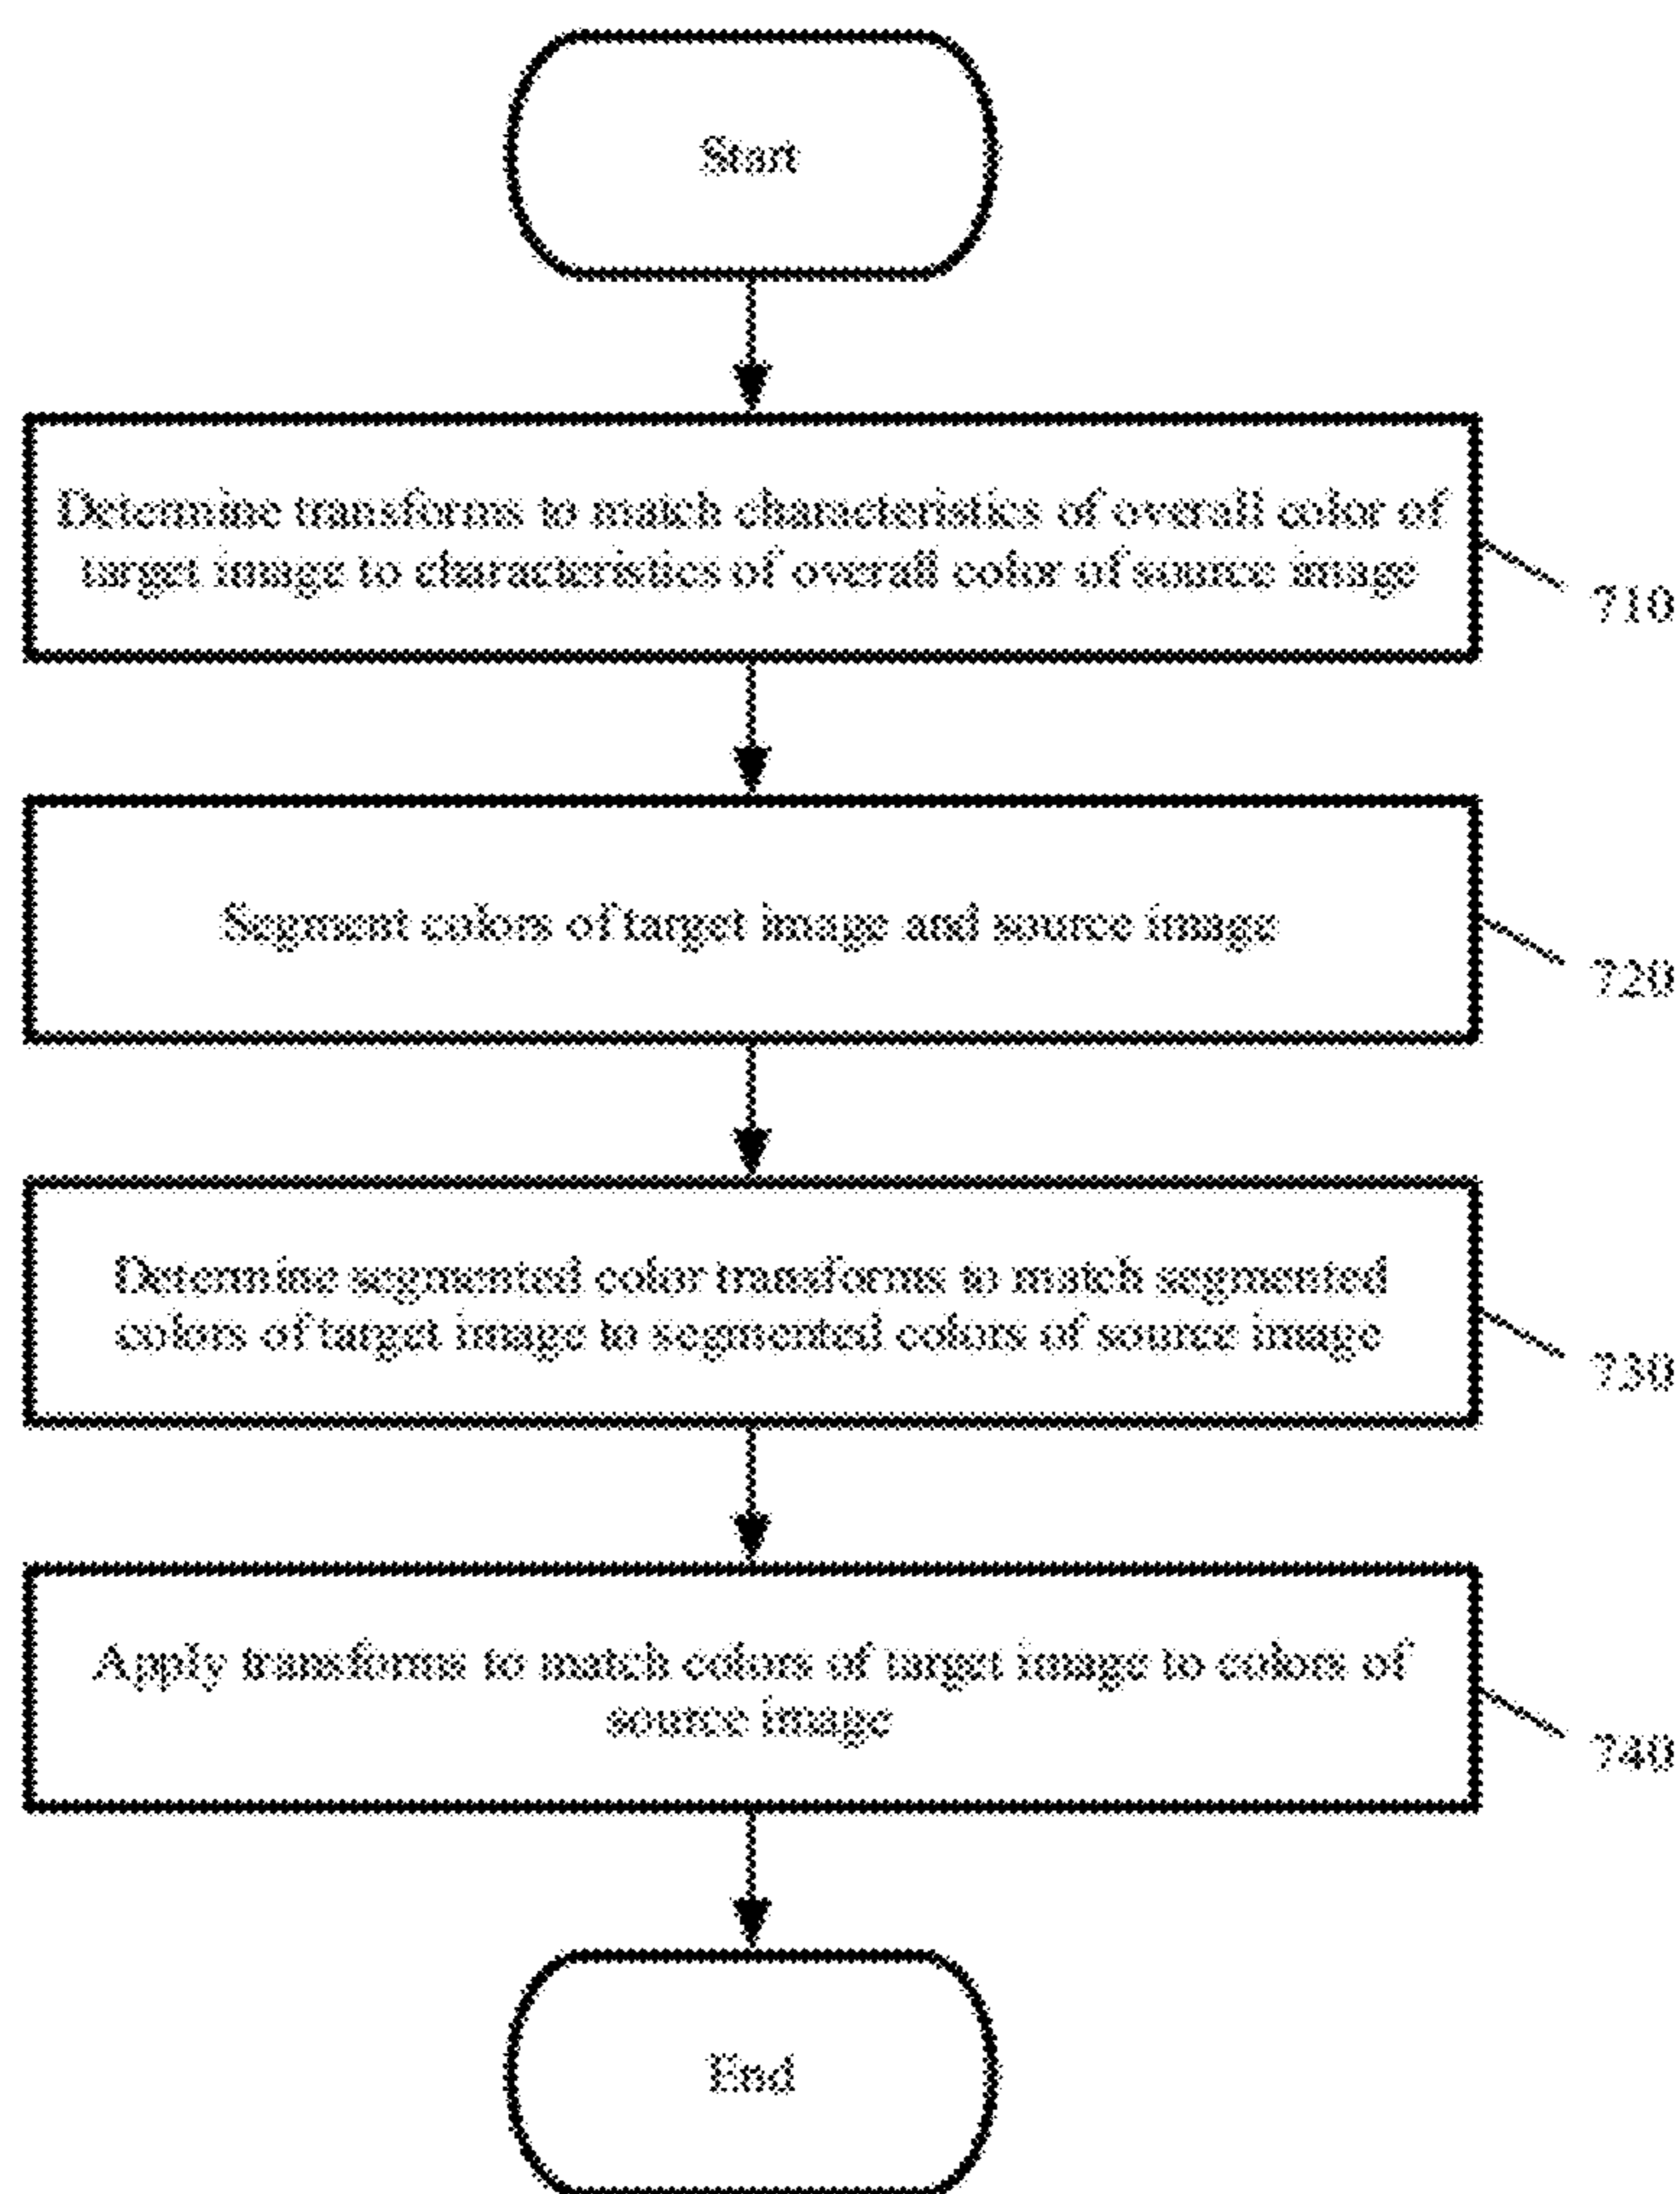 Start
Determine transforms to match characteristics of overall color of
target image to characteristics of overall color of source image
710
Segment colors of target image and source image
720
Determine segmented color transforms to match segmented
colors of target image to segmented colors of source image
730
Apply transforms to match colors of target image to colors of
source image
740
End